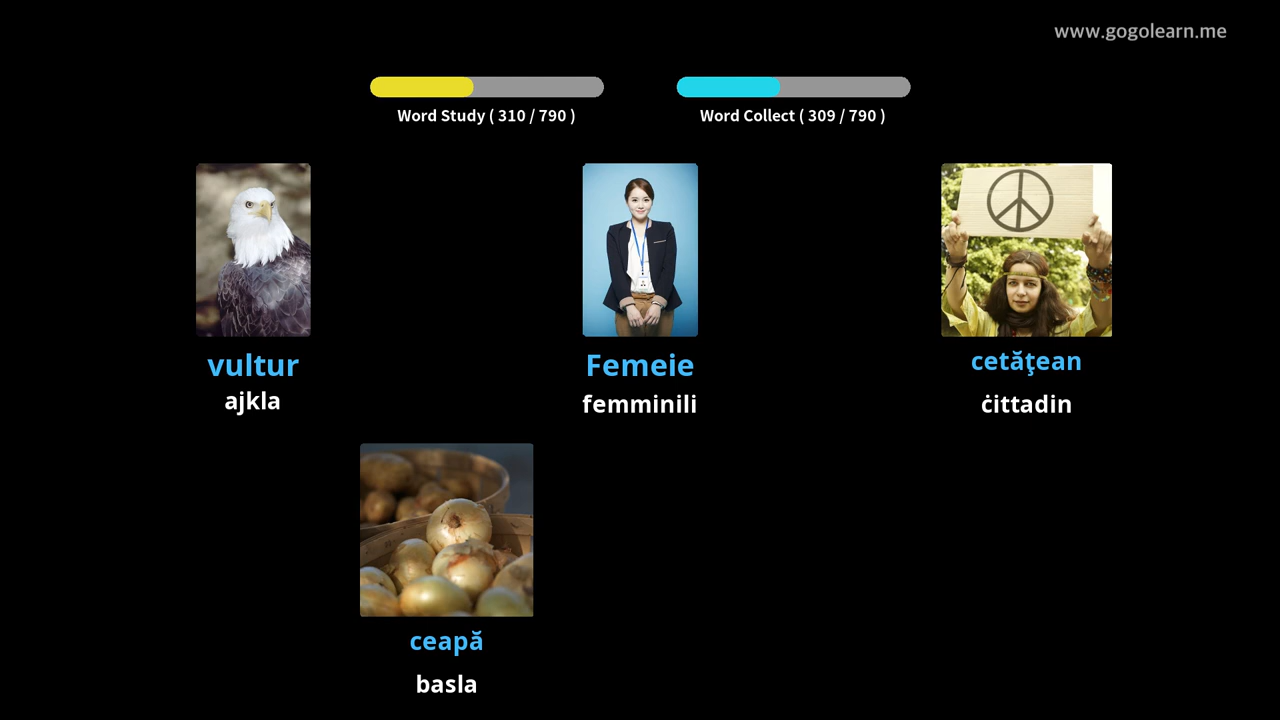 www.gogolearn.me
Word Study ( 310 / 790 )
Word Collect ( 309 / 790 )
vultur
ajkla
Femeie
femminili
cetăţean
ċittadin
ceapă
basla